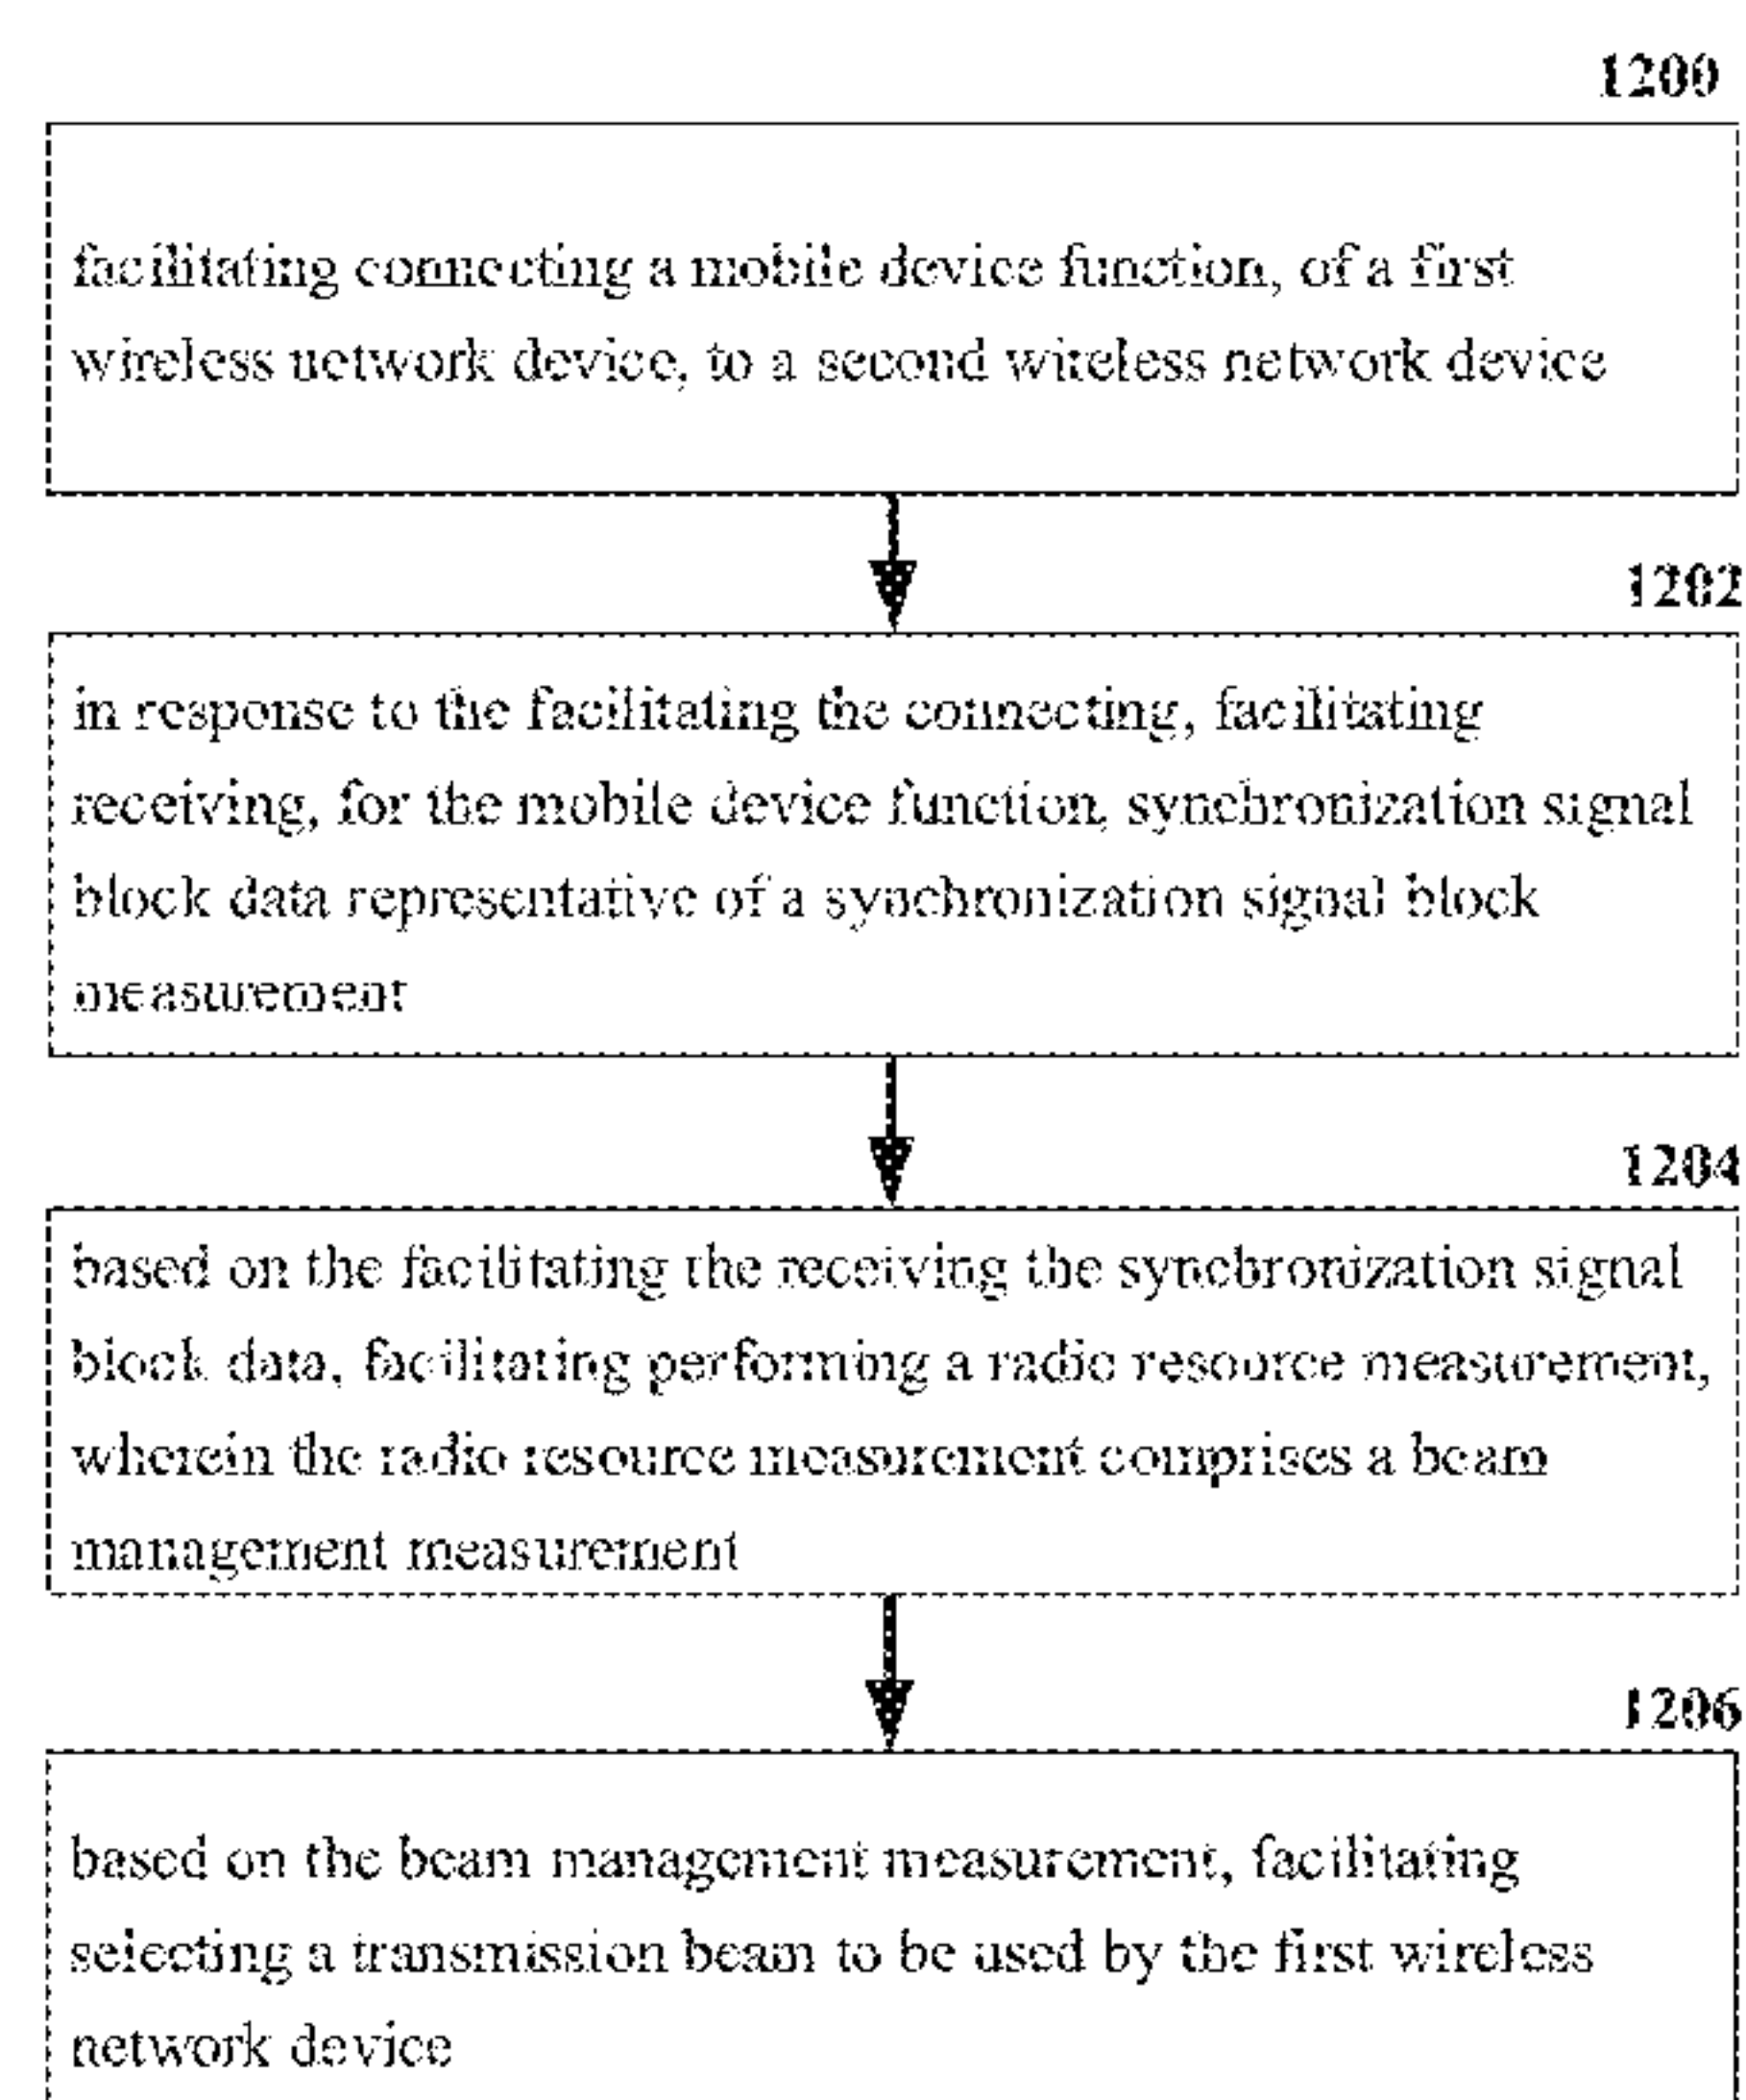 1200
facilitating connecting a mobile device function, of a first
wireless network device, to a second wireless network device
1202
in response to the facilitating the connecting, facilitating
receiving, for the mobile device function, synchronization signal
block data representative of a synchronization signal block
measurement
1204
based on the facilitating the receiving the synchronization signal
block data, facilitating performing a radio resource measurement,
wherein the radio resource measurement comprises a beam
management measurement
1206
based on the beam management measurement, facilitating
selecting a transmission beam to be used by the first wireless
network device